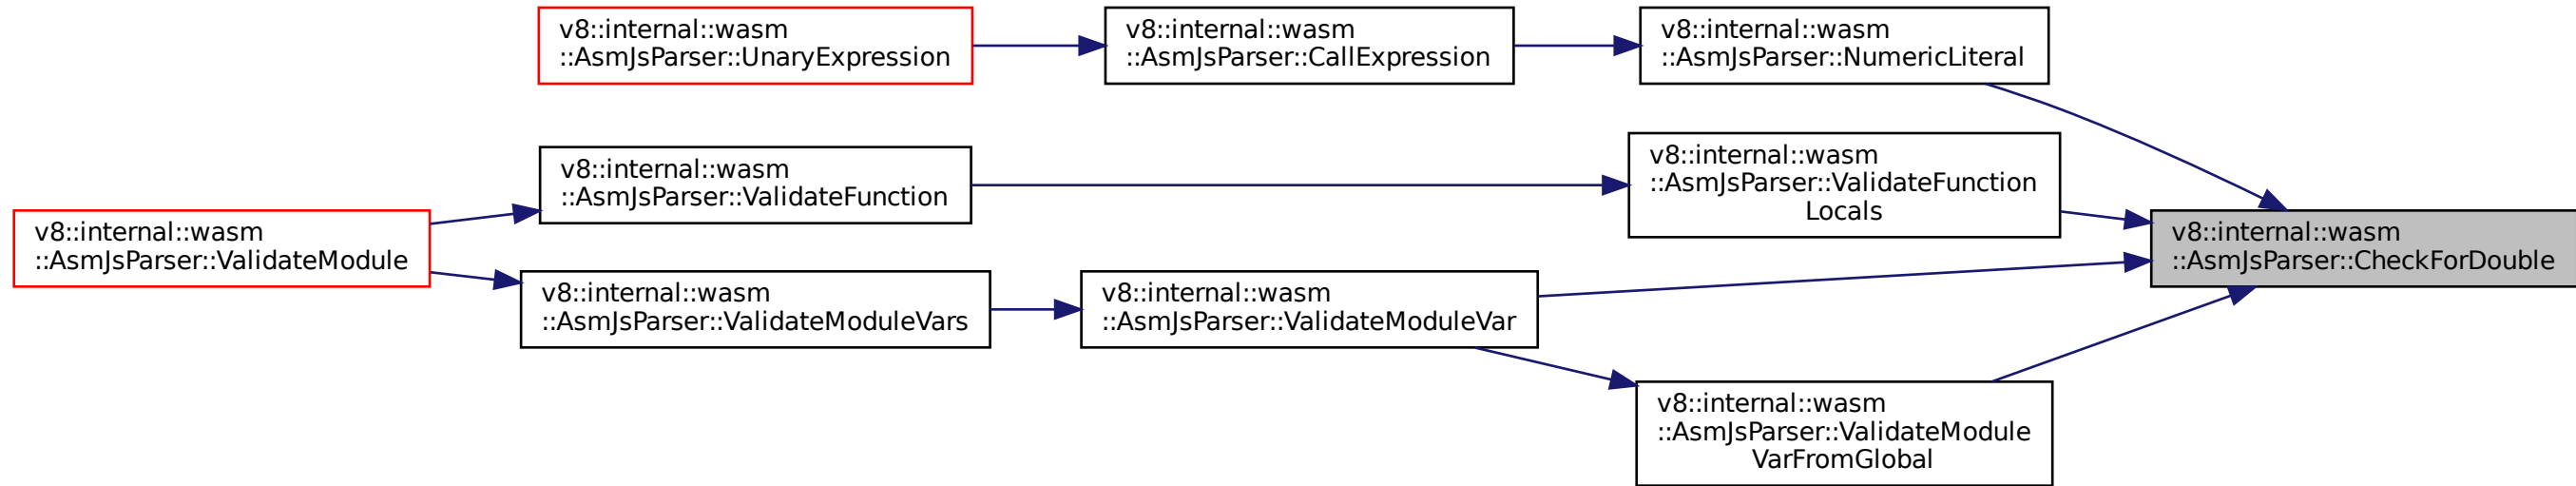 v8::internal::wasm
::AsmJsParser::UnaryExpression
v8::internal::wasm
::AsmJsParser::CallExpression
v8::internal::wasm
::AsmJsParser::NumericLiteral
v8::internal::wasm
::AsmJsParser::ValidateFunction
v8::internal::wasm
::AsmJsParser::ValidateFunction
Locals
v8::internal::wasm
::AsmJsParser::ValidateModule
v8::internal::wasm
::AsmJsParser::CheckForDouble
v8::internal::wasm
::AsmJsParser::ValidateModuleVars
v8::internal::wasm
::AsmJsParser::ValidateModuleVar
v8::internal::wasm
::AsmJsParser::ValidateModule
VarFromGlobal